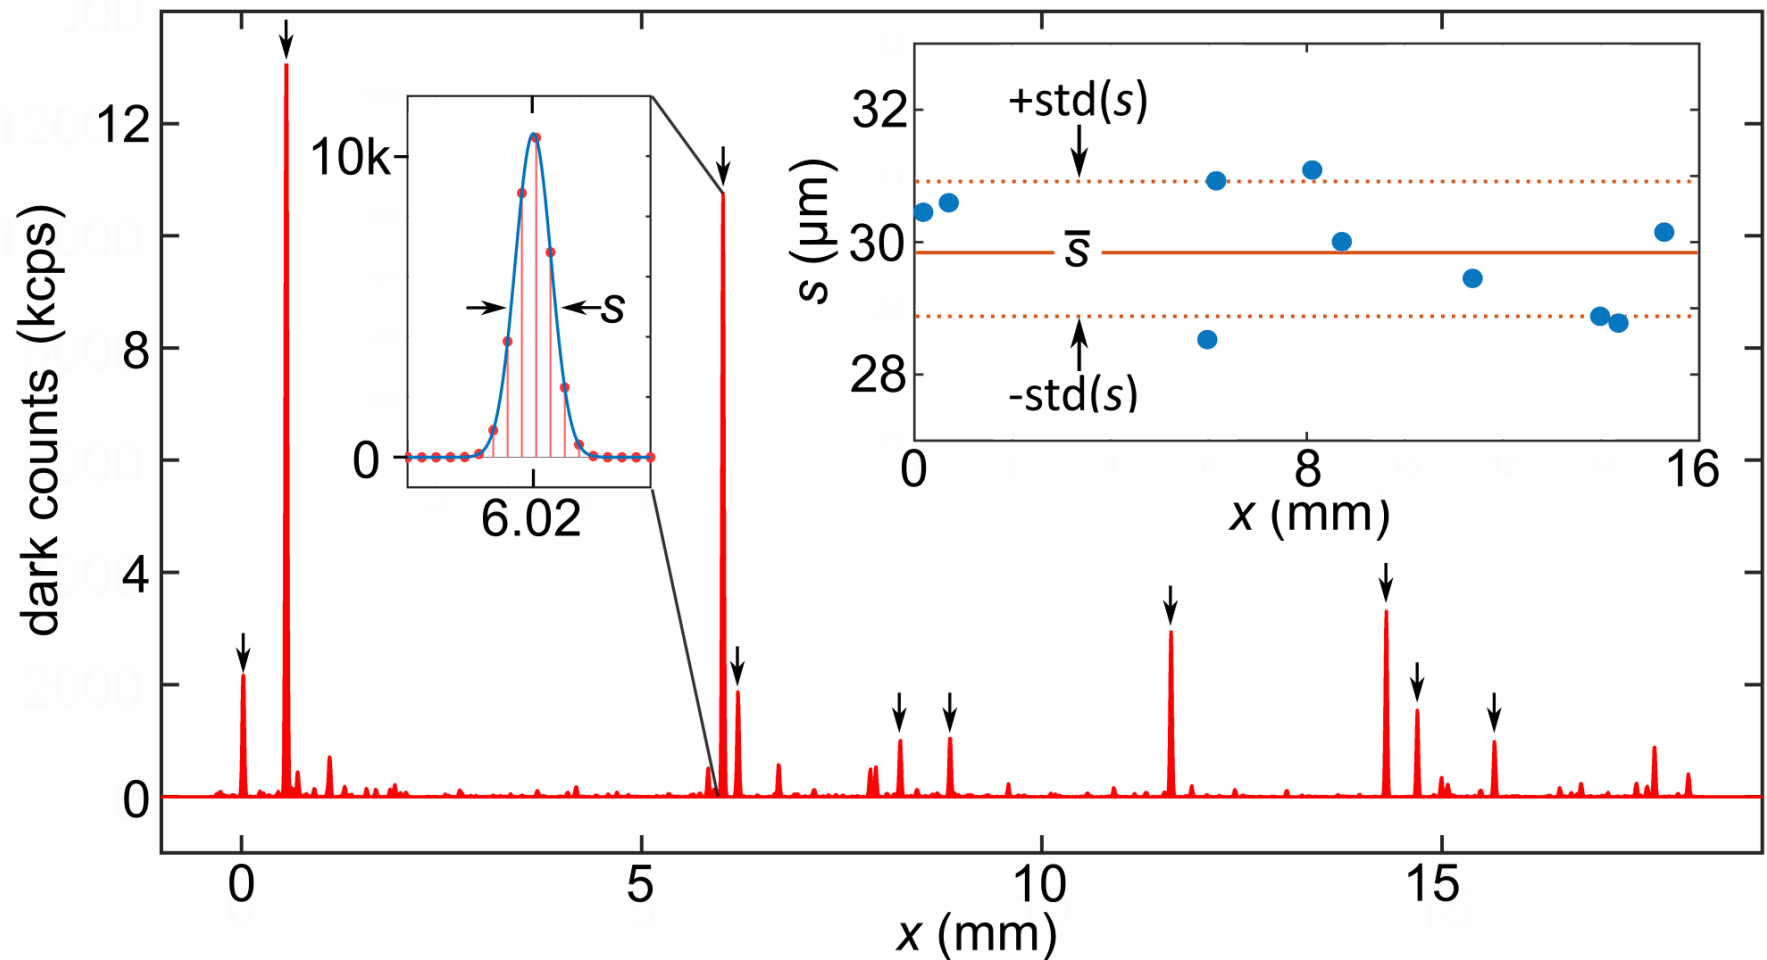 dark counts (kcps)
12
8
4
0
0
5
10
15
x (mm)
10k
0
6.02
s
s (µm)
32
30
28
+std(s)
s̄
-std(s)
0
8
16
x (mm)